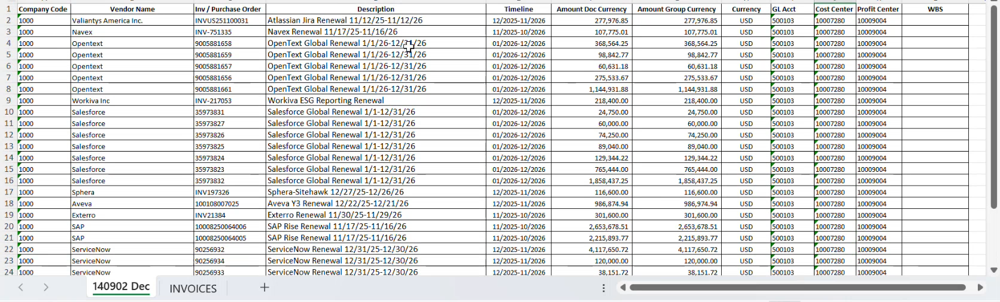 1 Company Code Vendor Name Inv / Purchase Order Description Timeline Amount Doc Currency Amount Group Currency Currency GL Acct Cost Center Profit Center WBS
2 1000 Valiantys America Inc. INVUS251100031 Atlassian Jira Renewal 11/12/25-11/12/26 12/2025-11/2026 277,976.85 277,976.85 USD 500103 10007280 10009004
3 1000 Navex INV-751335 Navex Renewal 11/17/25-11/16/26 11/2025-10/2026 107,775.01 107,775.01 USD 500103 10007280 10009004
4 1000 Opentext 9005881658 OpenText Global Renewal 1/1/26-12/31/26 01/2026-12/2026 368,564.25 368,564.25 USD 500103 10007280 10009004
5 1000 Opentext 9005881659 OpenText Global Renewal 1/1/26-12/31/26 01/2026-12/2026 98,842.77 98,842.77 USD 500103 10007280 10009004
6 1000 Opentext 9005881657 OpenText Global Renewal 1/1/26-12/31/26 01/2026-12/2026 60,631.18 60,631.18 USD 500103 10007280 10009004
7 1000 Opentext 9005881656 OpenText Global Renewal 1/1/26-12/31/26 01/2026-12/2026 275,533.67 275,533.67 USD 500103 10007280 10009004
8 1000 Opentext 9005881661 OpenText Global Renewal 1/1/26-12/31/26 01/2026-12/2026 1,144,931.88 1,144,931.88 USD 500103 10007280 10009004
9 1000 Workiva Inc INV-217053 Workiva ESG Reporting Renewal 12/2025-11/2026 218,400.00 218,400.00 USD 500103 10007280 10009004
10 1000 Salesforce 35973831 Salesforce Global Renewal 1/1-12/31/26 01/2026-12/2026 24,750.00 24,750.00 USD 500103 10007280 10009004
11 1000 Salesforce 35973827 Salesforce Global Renewal 1/1-12/31/26 01/2026-12/2026 60,000.00 60,000.00 USD 500103 10007280 10009004
12 1000 Salesforce 35973826 Salesforce Global Renewal 1/1-12/31/26 01/2026-12/2026 74,250.00 74,250.00 USD 500103 10007280 10009004
13 1000 Salesforce 35973825 Salesforce Global Renewal 1/1-12/31/26 01/2026-12/2026 89,040.00 89,040.00 USD 500103 10007280 10009004
14 1000 Salesforce 35973824 Salesforce Global Renewal 1/1-12/31/26 01/2026-12/2026 129,344.22 129,344.22 USD 500103 10007280 10009004
15 1000 Salesforce 35973823 Salesforce Global Renewal 1/1-12/31/26 01/2026-12/2026 765,444.00 765,444.00 USD 500103 10007280 10009004
16 1000 Salesforce 35973832 Salesforce Global Renewal 1/1-12/31/26 01/2026-12/2026 1,858,437.25 1,858,437.25 USD 500103 10007280 10009004
17 1000 Sphera INV197326 Sphera-Sitehawk 12/27/25-12/26/26 12/2025-11/2026 116,600.00 116,600.00 USD 500103 10007280 10009004
18 1000 Aveva 100108007025 Aveva Y3 Renewal 12/22/25-12/21/26 12/2025-11/2026 986,874.94 986,974.94 USD 500103 10007280 10009004
19 1000 Exterro INV21384 Exterro Renewal 11/30/25-11/29/26 11/2025-10/2026 301,600.00 301,600.00 USD 500103 10007280 10009004
20 1000 SAP 10008250064006 SAP Rise Renewal 11/17/25-11/16/26 11/2025-10/2026 2,653,678.51 2,653,678.51 USD 500103 10007280 10009004
21 1000 SAP 10008250064005 SAP Rise Renewal 11/17/25-11/16/26 11/2025-10/2026 2,215,893.77 2,215,893.77 USD 500103 10007280 10009004
22 1000 ServiceNow 90256932 ServiceNow Renewal 12/31/25-12/30/26 12/2025-11/2026 4,117,650.72 4,117,650.72 USD 500103 10007280 10009004
23 1000 ServiceNow 90256934 ServiceNow Renewal 12/31/25-12/30/26 12/2025-11/2026 120,000.00 120,000.00 USD 500103 10007280 10009004
24 1000 ServiceNow 90256933 ServiceNow Renewal 12/31/25-12/30/26 12/2025-11/2026 38,151.72 38,151.72 USD 500103 10007280 10009004
140902 Dec INVOICES